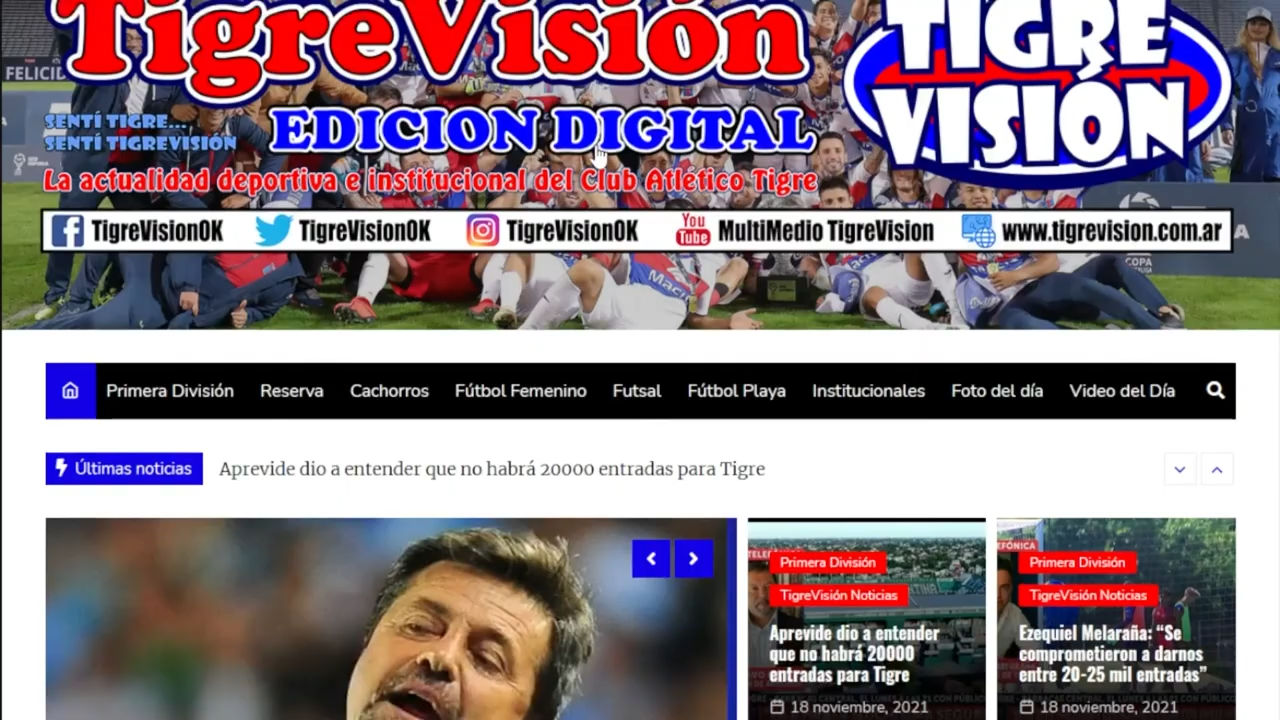 FELICID
TigreVisión
TIGRE
VISIÓN
SENTÍ TIGRE...
SENTÍ TIGREVISIÓN
EDICION DIGITAL
La actualidad deportiva e institucional del Club Atlético Tigre
TigreVisionOK
TigreVisionOK
TigreVisionOK
You
Tube
MultiMedio TigreVision
www.tigrevision.com.ar
COPA
Primera División
Reserva
Cachorros
Fútbol Femenino
Futsal
Fútbol Playa
Institucionales
Foto del día
Video del Día
Últimas noticias
Aprevide dio a entender que no habrá 20000 entradas para Tigre
Primera División
TigreVisión Noticias
Aprevide dio a entender
que no habrá 20000
entradas para Tigre
18 noviembre, 2021
EFÓNICA
Primera División
TigreVisión Noticias
Ezequiel Melaraña: “Se
comprometieron a darnos
entre 20-25 mil entradas”
18 noviembre, 2021